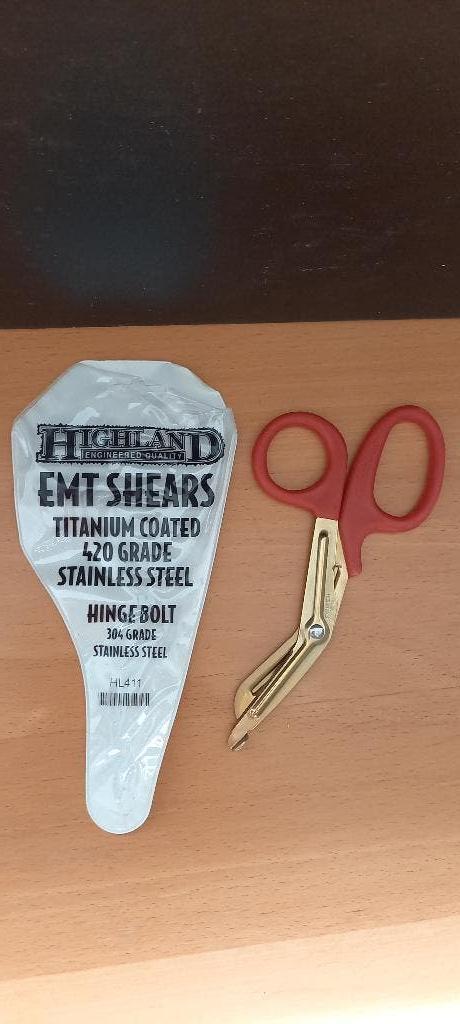 HIGHLAND
ENGINEERED QUALITY
EMT SHEARS
TITANIUM COATED
420 GRADE
STAINLESS STEEL
HINGE BOLT
304 GRADE
STAINLESS STEEL
HL411